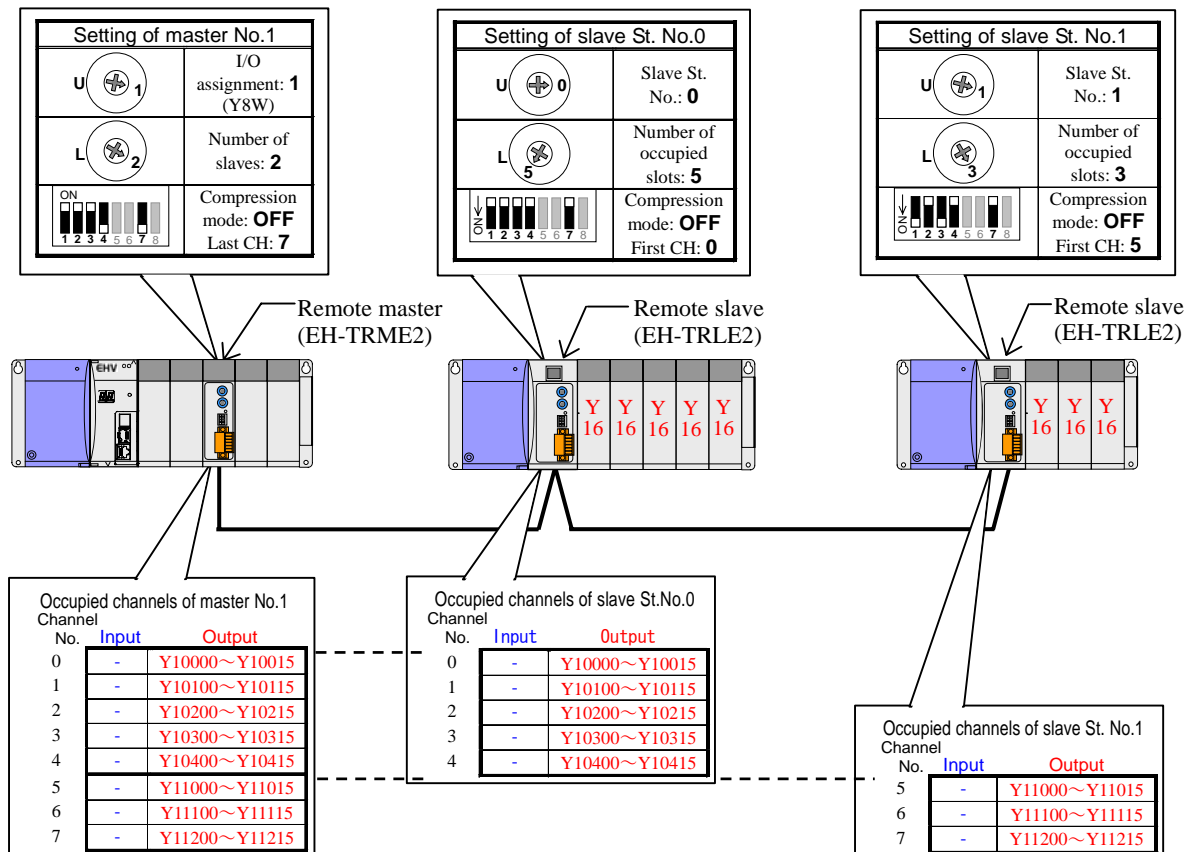 Setting of master No.1
U
1
I/O
assignment: 1
(Y8W)
L
2
Number of
slaves: 2
ON
1 2 3 4 5 6 7 8
Compression
mode: OFF
Last CH: 7
Setting of slave St. No.0
U
0
Slave St.
No.: 0
L
5
Number of
occupied
slots: 5
ON
1 2 3 4 5 6 7 8
Compression
mode: OFF
First CH: 0
Setting of slave St. No.1
U
1
Slave St.
No.: 1
L
3
Number of
occupied
slots: 3
ON
1 2 3 4 5 6 7 8
Compression
mode: OFF
First CH: 5
Remote master
(EH-TRME2)
Remote slave
(EH-TRLE2)
Remote slave
(EH-TRLE2)
EHV
Y Y Y Y Y
16 16 16 16 16
Y Y Y
16 16 16
Occupied channels of master No.1
Channel
No. Input Output
0 - Y10000～Y10015
1 - Y10100～Y10115
2 - Y10200～Y10215
3 - Y10300～Y10315
4 - Y10400～Y10415
5 - Y11000～Y11015
6 - Y11100～Y11115
7 - Y11200～Y11215
Occupied channels of slave St.No.0
Channel
No. Input Output
0 - Y10000～Y10015
1 - Y10100～Y10115
2 - Y10200～Y10215
3 - Y10300～Y10315
4 - Y10400～Y10415
Occupied channels of slave St. No.1
Channel
No. Input Output
5 - Y11000～Y11015
6 - Y11100～Y11115
7 - Y11200～Y11215